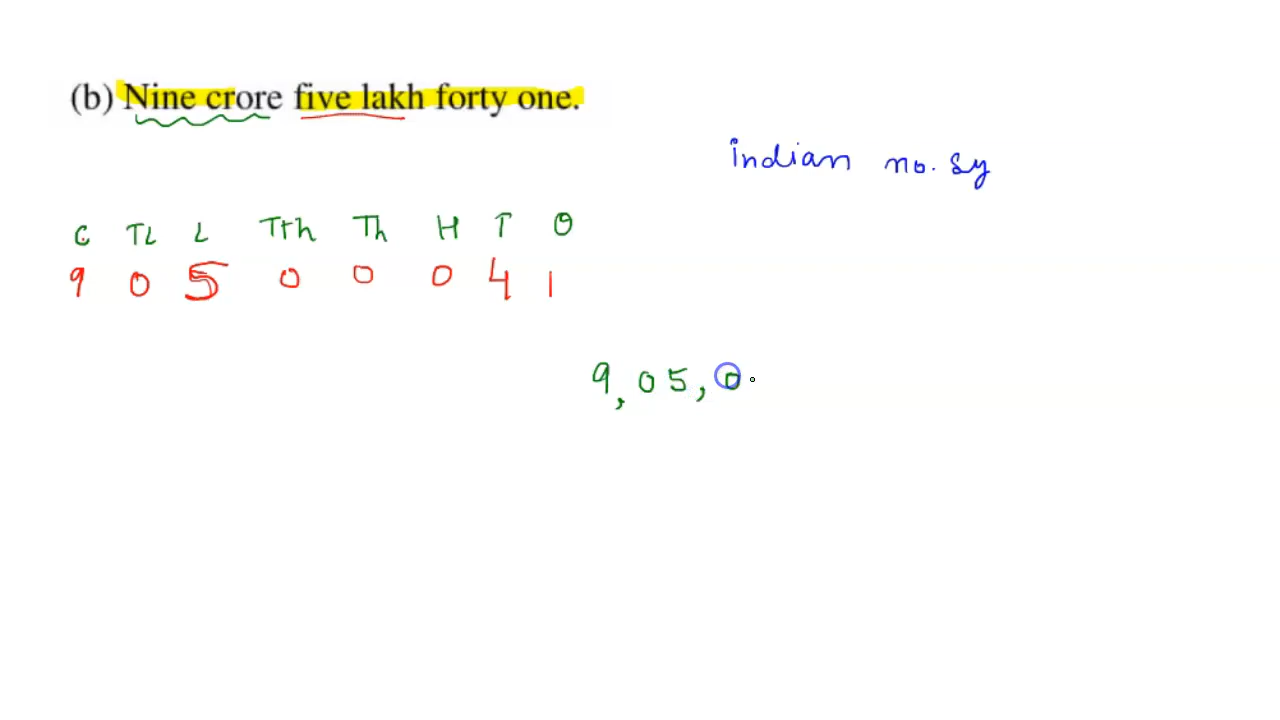 (b) Nine crore five lakh forty one.
indian no. sy
C TL L Tth Th H T O
9 0 5 0 0 0 4 1
9,05,0